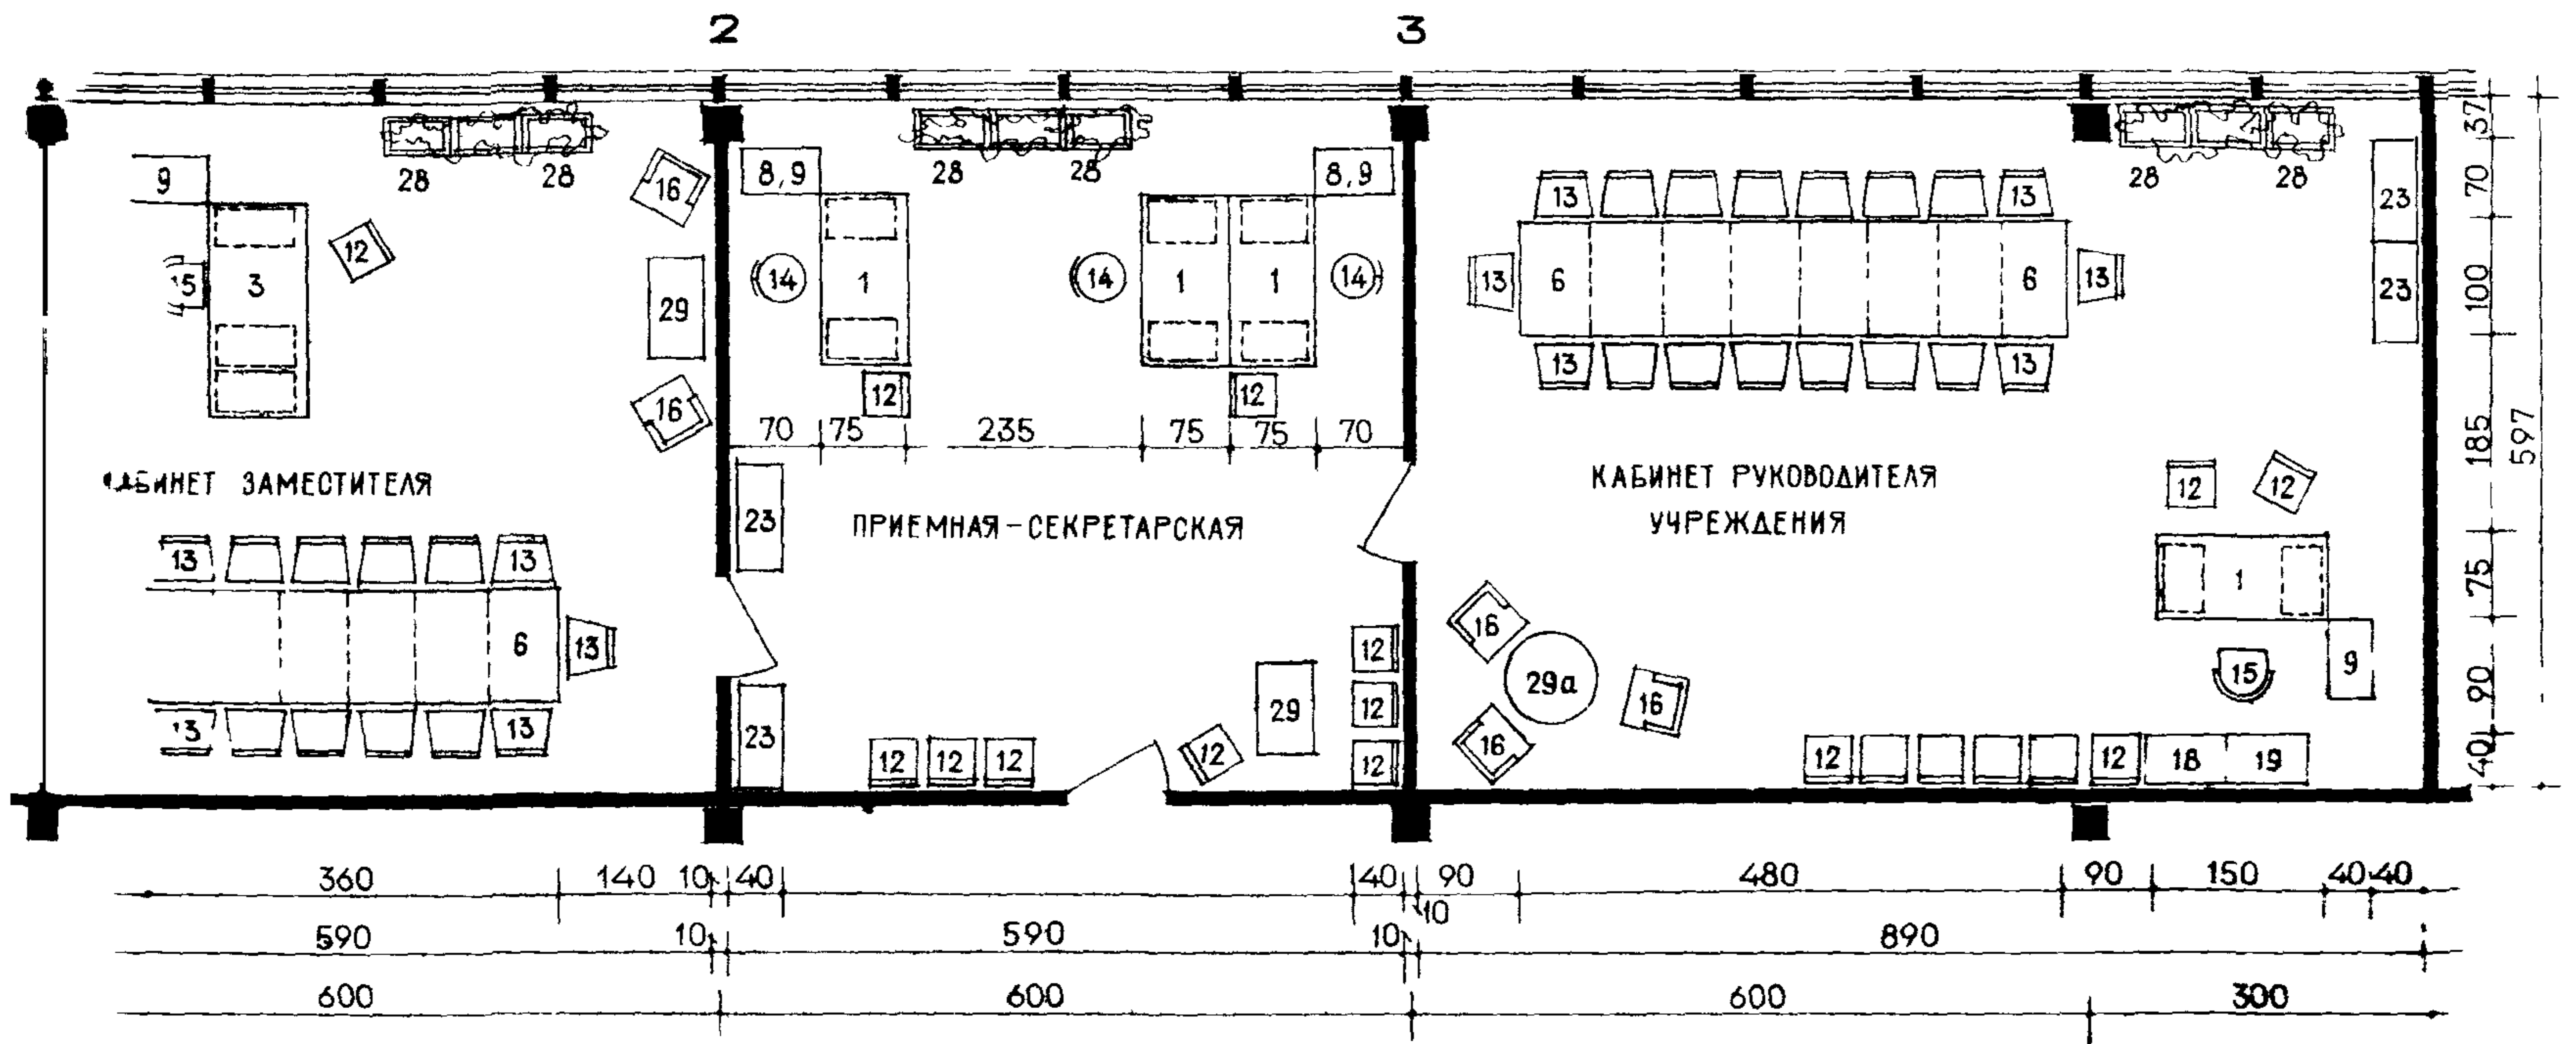 2 3
9 28 28 16 8,9 28 28 8,9 28 28
13 13 23
12 15 3 29 14 1 14 1 1 14 13 6 6 13 23
16 12 12 13 13
70 75 235 75 75 70
КАБИНЕТ ЗАМЕСТИТЕЛЯ
КАБИНЕТ РУКОВОДИТЕЛЯ
УЧРЕЖДЕНИЯ
ПРИЕМНАЯ-СЕКРЕТАРСКАЯ
23 12 12
13 13 1
6 13 12 16 29а 16 15 9
13 13 23 12 12 12 12 29 12 12 16 12 12 18 19
37
70
100
185
75
90
40
597
360 140 10 40 40 10 90 480 90 150 40 40
590 10 590 10 890
600 600 600 300